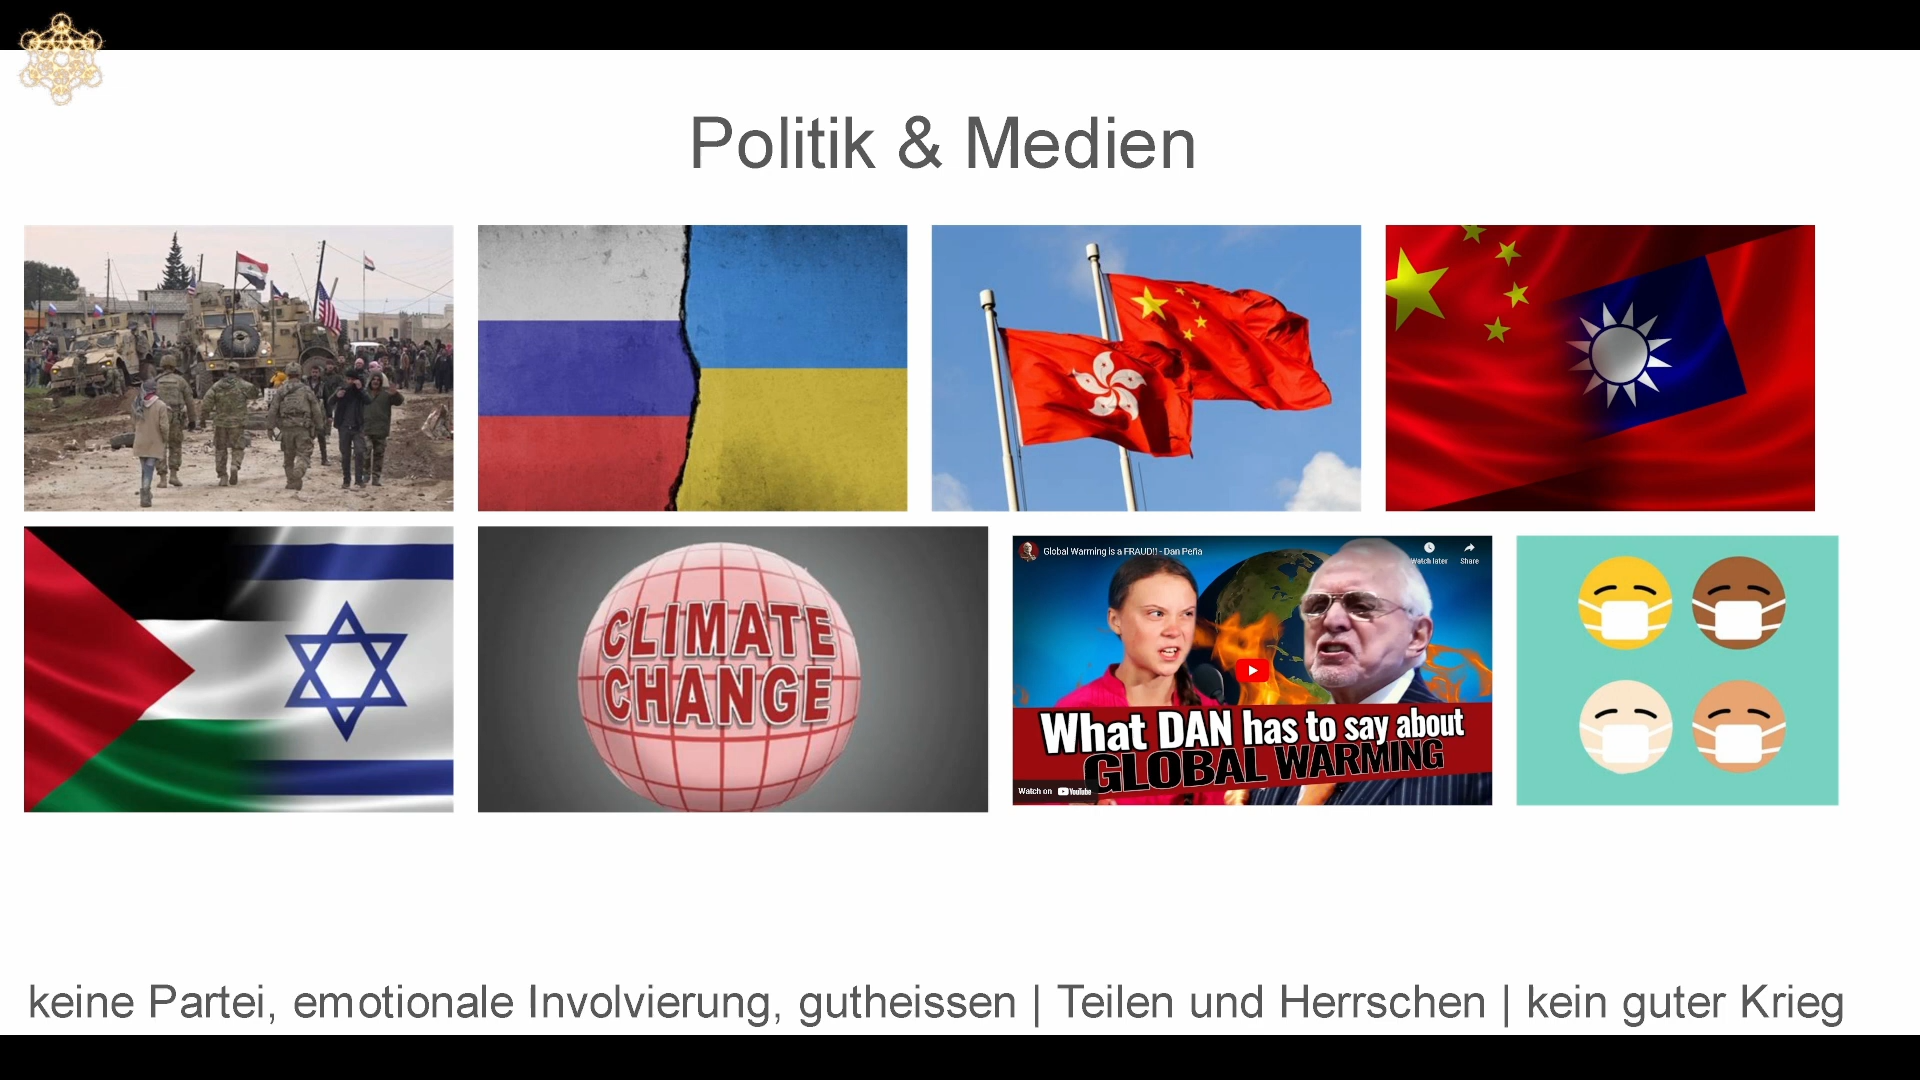 Politik & Medien
CLIMATE
CHANGE
Global Warming is a FRAUD!! - Dan Peña
Watch later
Share
What DAN has to say about
GLOBAL WARMING
Watch on YouTube
keine Partei, emotionale Involvierung, gutheissen | Teilen und Herrschen | kein guter Krieg